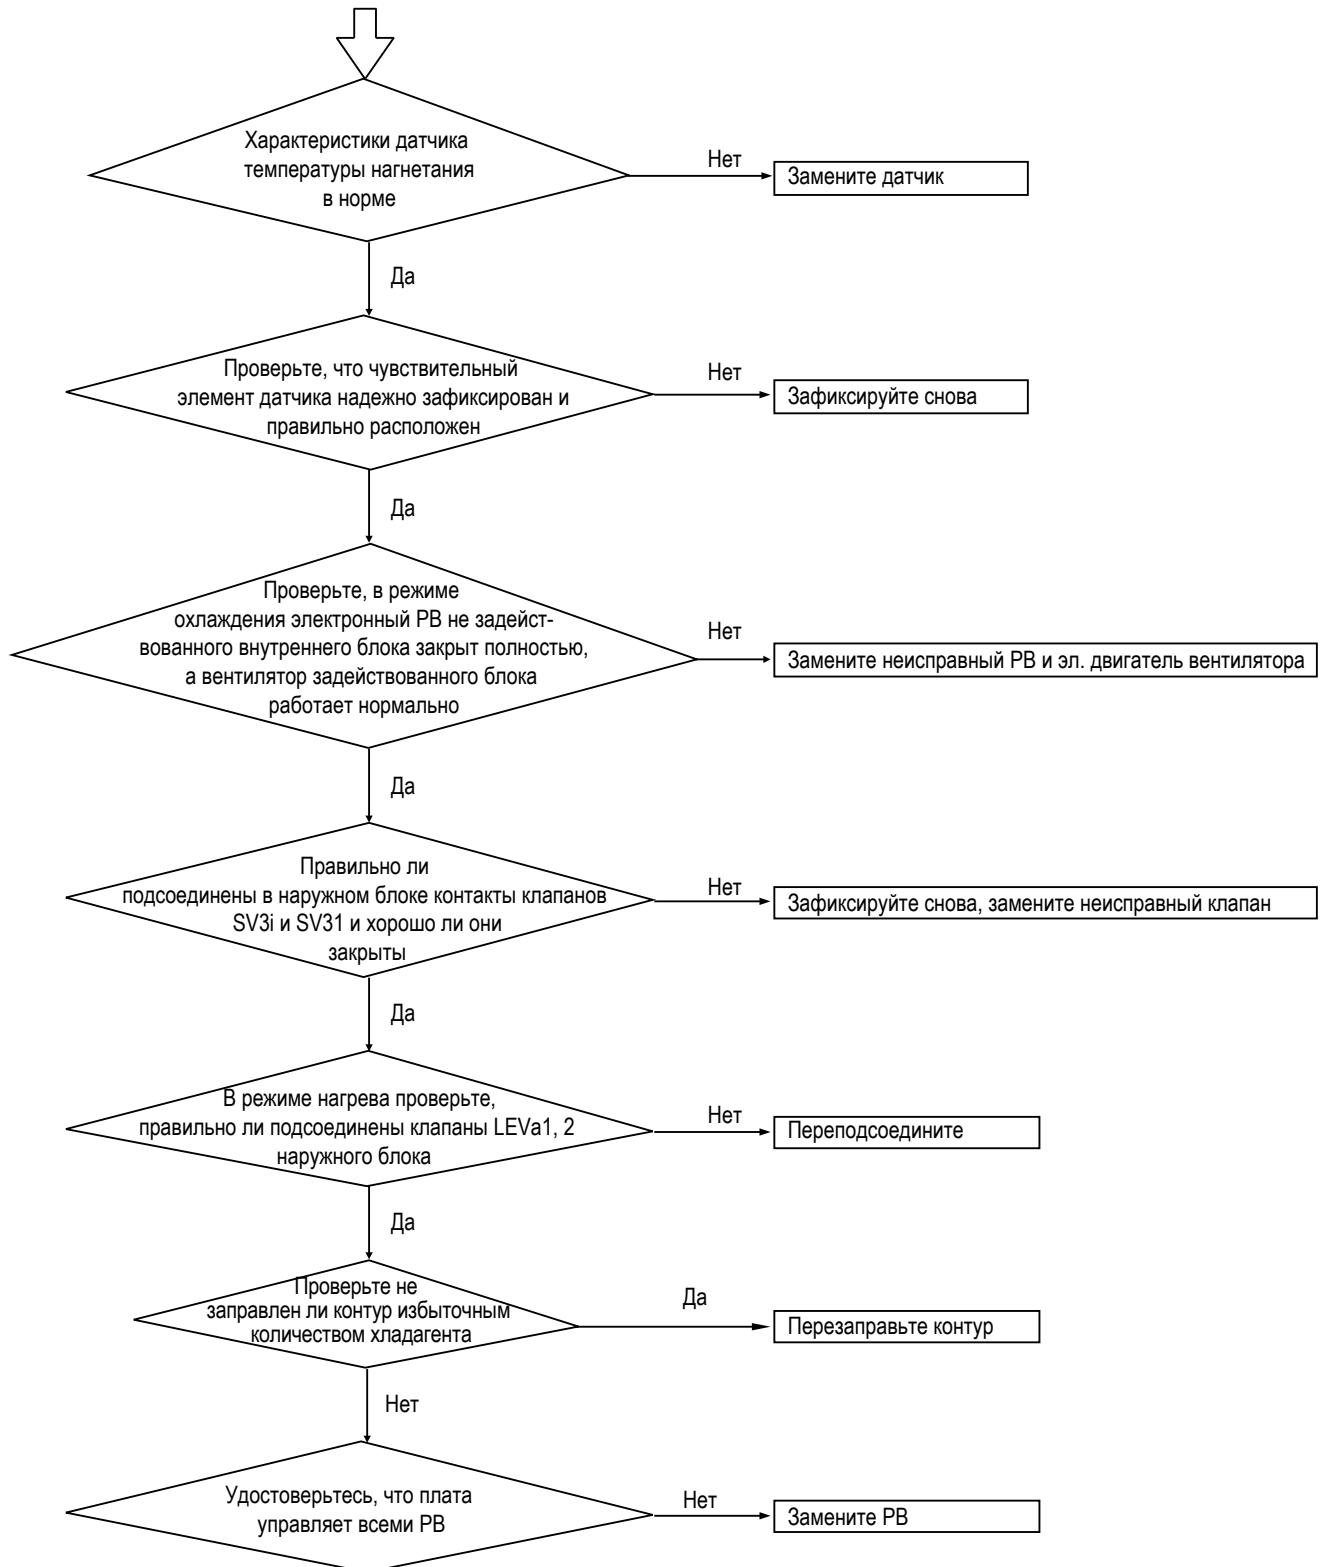 Характеристики датчика
температуры нагнетания
в норме
Нет
Замените датчик
Да
Проверьте, что чувствительный
элемент датчика надежно зафиксирован и
правильно расположен
Нет
Зафиксируйте снова
Да
Проверьте, в режиме
охлаждения электронный РВ не задейст-
вованного внутреннего блока закрыт полностью,
а вентилятор задействованного блока
работает нормально
Нет
Замените неисправный РВ и эл. двигатель вентилятора
Да
Правильно ли
подсоединены в наружном блоке контакты клапанов
SV3i и SV31 и хорошо ли они
закрыты
Нет
Зафиксируйте снова, замените неисправный клапан
Да
В режиме нагрева проверьте,
правильно ли подсоединены клапаны LEVa1, 2
наружного блока
Нет
Переподсоедините
Да
Проверьте не
заправлен ли контур избыточным
количеством хладагента
Да
Перезаправьте контур
Нет
Удостоверьтесь, что плата
управляет всеми РВ
Нет
Замените РВ